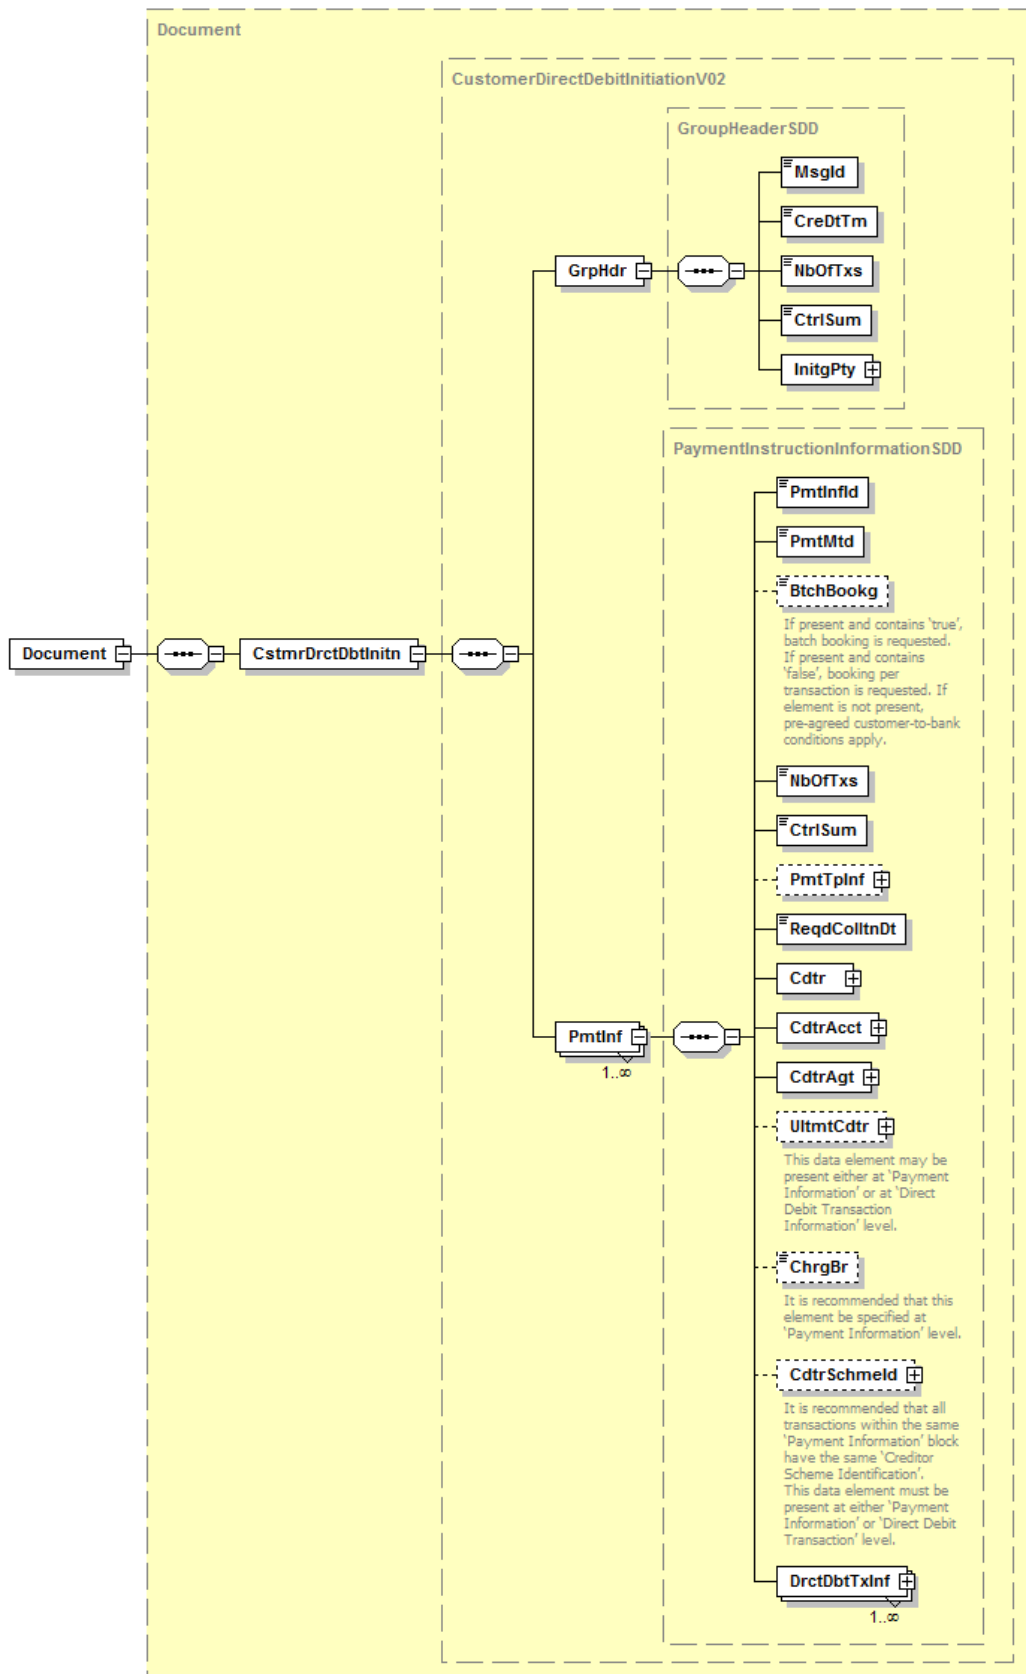 Document
CustomerDirectDebitInitiationV02
GroupHeaderSDD
MsgId
CreDtTm
GrpHdr
NbOfTxs
CtrlSum
InitgPty
PaymentInstructionInformationSDD
PmtInfId
PmtMtd
BtchBookg
If present and contains ‘true’,
batch booking is requested.
If present and contains
‘false’, booking per
transaction is requested. If
element is not present,
pre-agreed customer-to-bank
conditions apply.
Document
CstmrDrctDbtInitn
NbOfTxs
CtrlSum
PmtTpInf
ReqdColltnDt
Cdtr
CdtrAcct
PmtInf
1..∞
CdtrAgt
UltmtCdtr
This data element may be
present either at ‘Payment
Information’ or at ‘Direct
Debit Transaction
Information’ level.
ChrgBr
It is recommended that this
element be specified at
‘Payment Information’ level.
CdtrSchmeId
It is recommended that all
transactions within the same
‘Payment Information’ block
have the same ‘Creditor
Scheme Identification’.
This data element must be
present at either ‘Payment
Information’ or ‘Direct Debit
Transaction’ level.
DrctDbtTxInf
1..∞